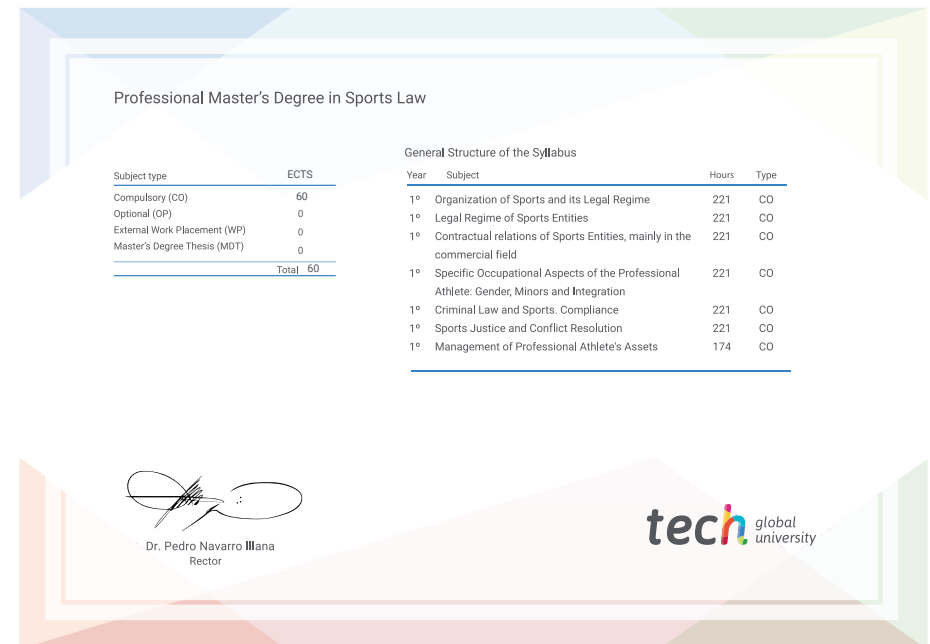 Professional Master's Degree in Sports Law
Subject type ECTS
Compulsory (CO) 60
Optional (OP) 0
External Work Placement (WP) 0
Master's Degree Thesis (MDT) 0
Total 60
General Structure of the Syllabus
Year Subject Hours Type
1º Organization of Sports and its Legal Regime 221 CO
1º Legal Regime of Sports Entities 221 CO
1º Contractual relations of Sports Entities, mainly in the 221 CO
commercial field
1º Specific Occupational Aspects of the Professional 221 CO
Athlete: Gender, Minors and Integration
1º Criminal Law and Sports. Compliance 221 CO
1º Sports Justice and Conflict Resolution 221 CO
1º Management of Professional Athlete's Assets 174 CO
Dr. Pedro Navarro Illana
Rector
tech global
university